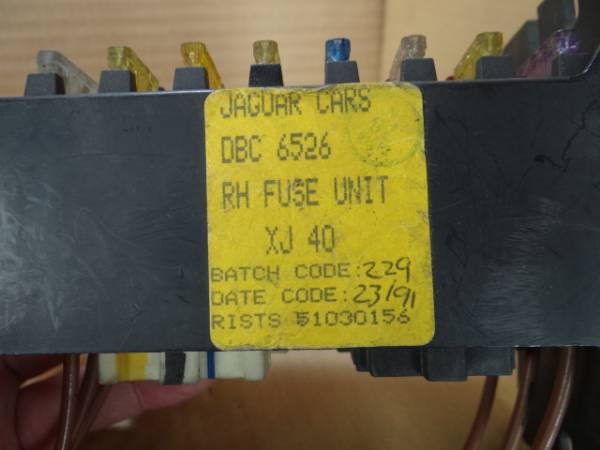 JAGUAR CARS
DBC 6526
RH FUSE UNIT
XJ 40
BATCH CODE: 229
DATE CODE: 23/91
RISTS 51030156